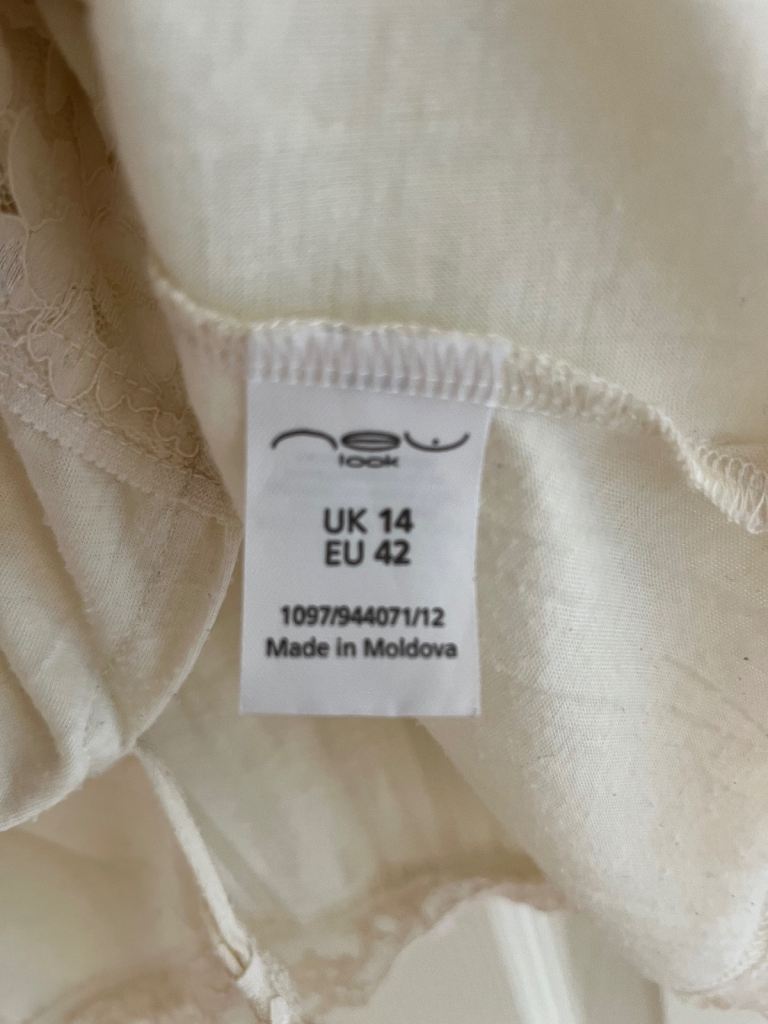 new
look
UK 14
EU 42
1097/944071/12
Made in Moldova